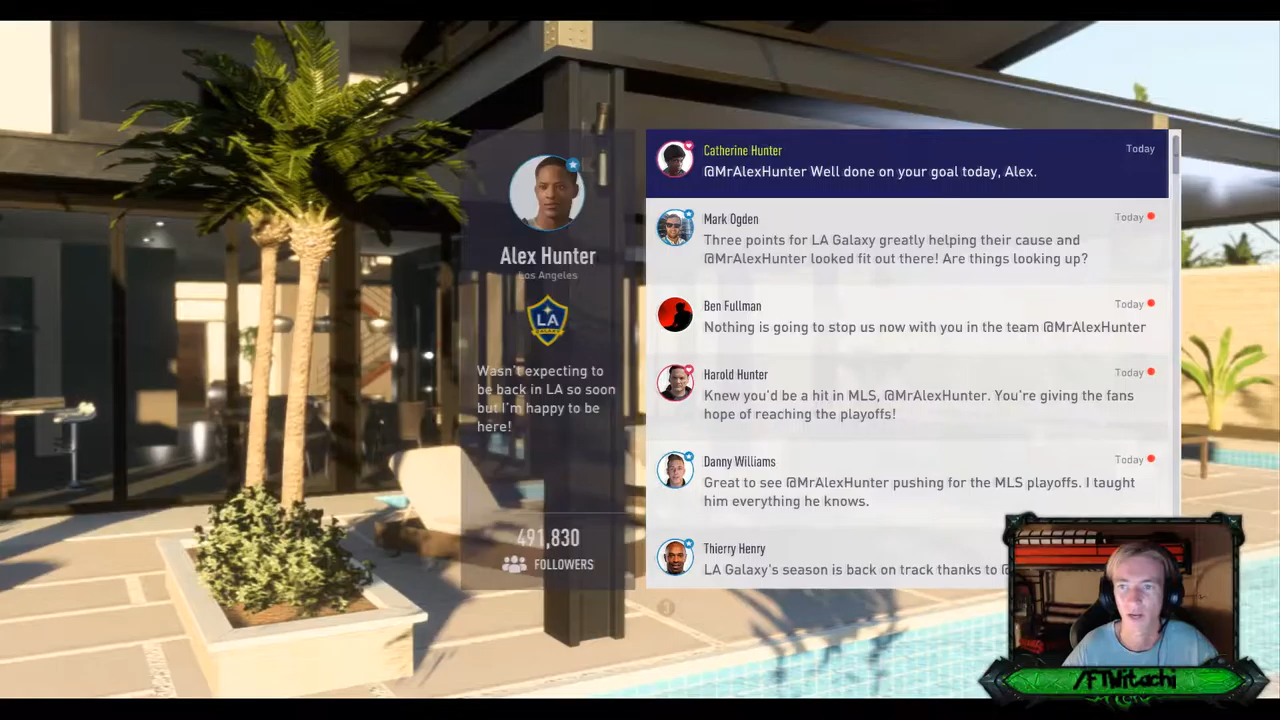 Alex Hunter
Los Angeles
LA
GALAXY
Wasn't expecting to
be back in LA so soon
but I'm happy to be
here!
491,830
FOLLOWERS
Catherine Hunter
Today
@MrAlexHunter Well done on your goal today, Alex.
Mark Ogden
Today
Three points for LA Galaxy greatly helping their cause and
@MrAlexHunter looked fit out there! Are things looking up?
Ben Fullman
Today
Nothing is going to stop us now with you in the team @MrAlexHunter
Harold Hunter
Today
Knew you'd be a hit in MLS, @MrAlexHunter. You're giving the fans
hope of reaching the playoffs!
Danny Williams
Today
Great to see @MrAlexHunter pushing for the MLS playoffs. I taught
him everything he knows.
Thierry Henry
LA Galaxy's season is back on track thanks to
/FTWitachi